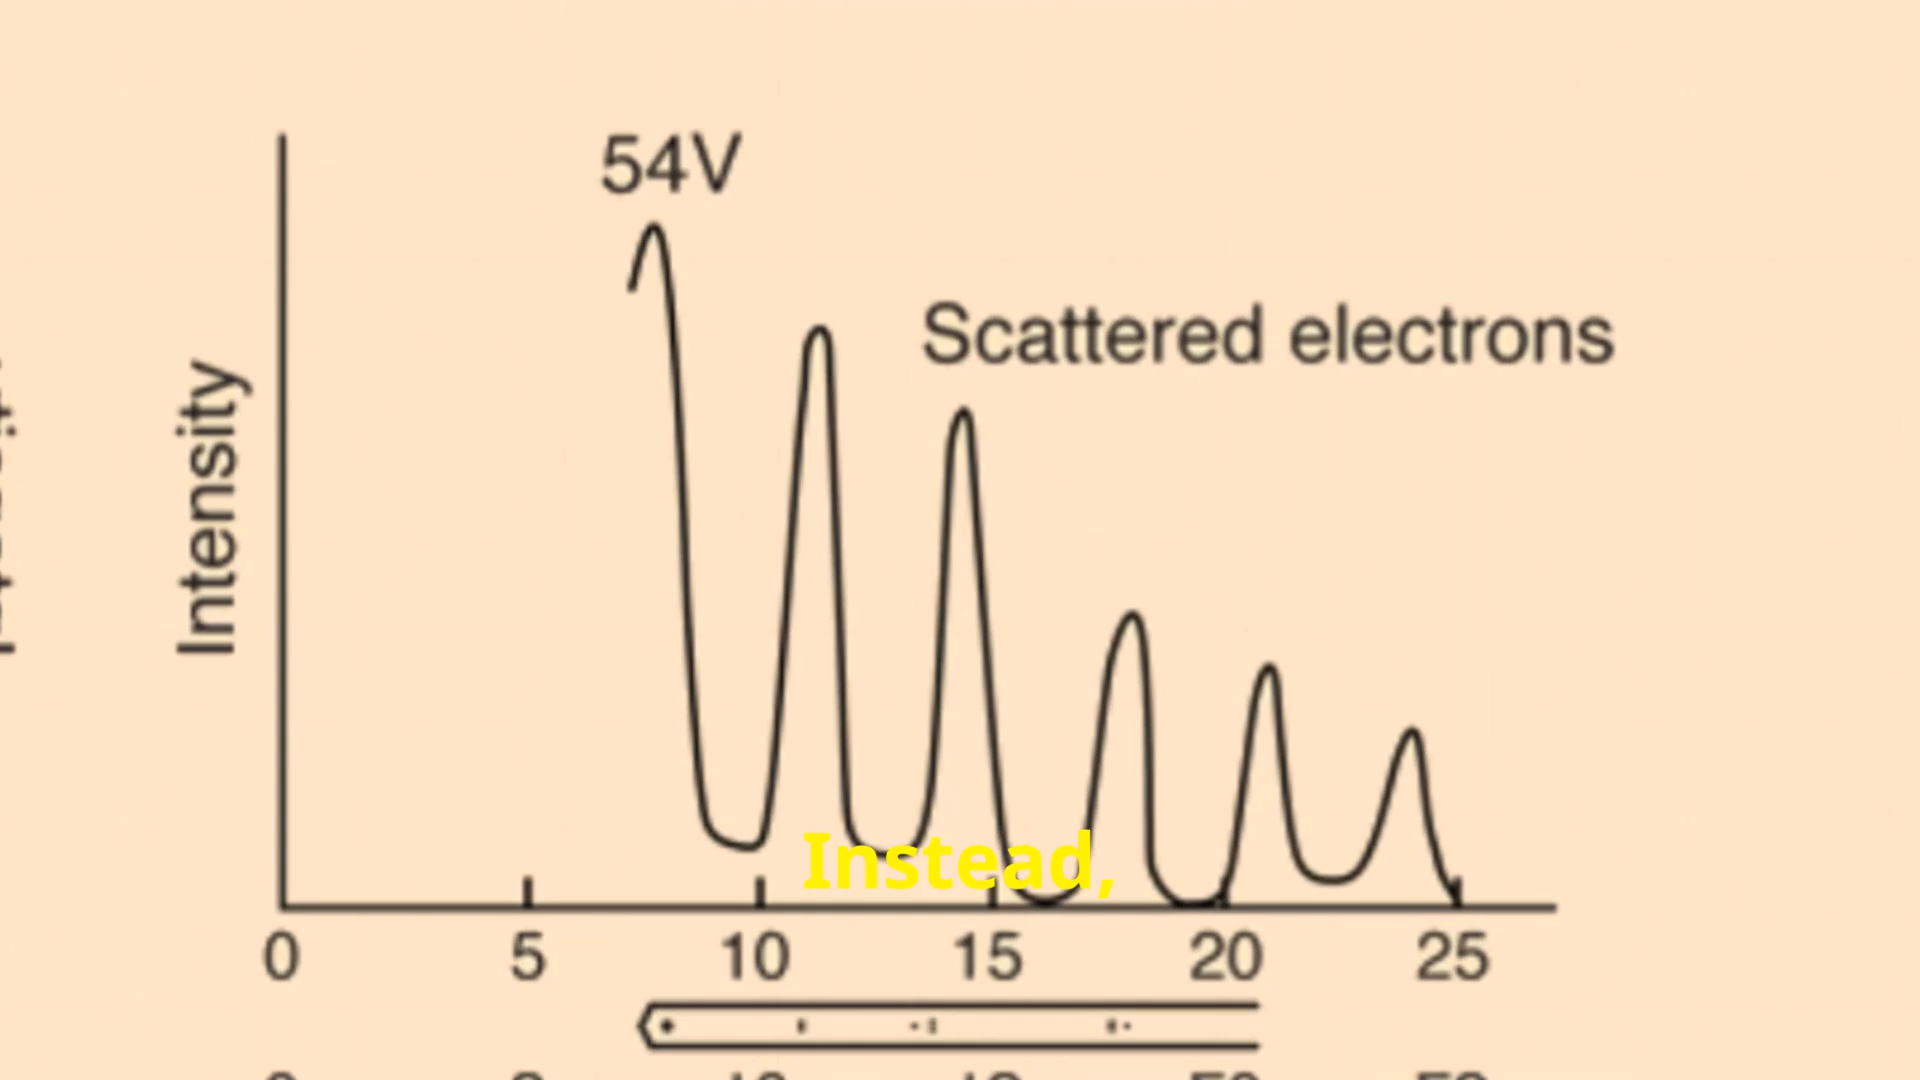 54V
Scattered electrons
Intensity
Instead,
0 5 10 15 20 25